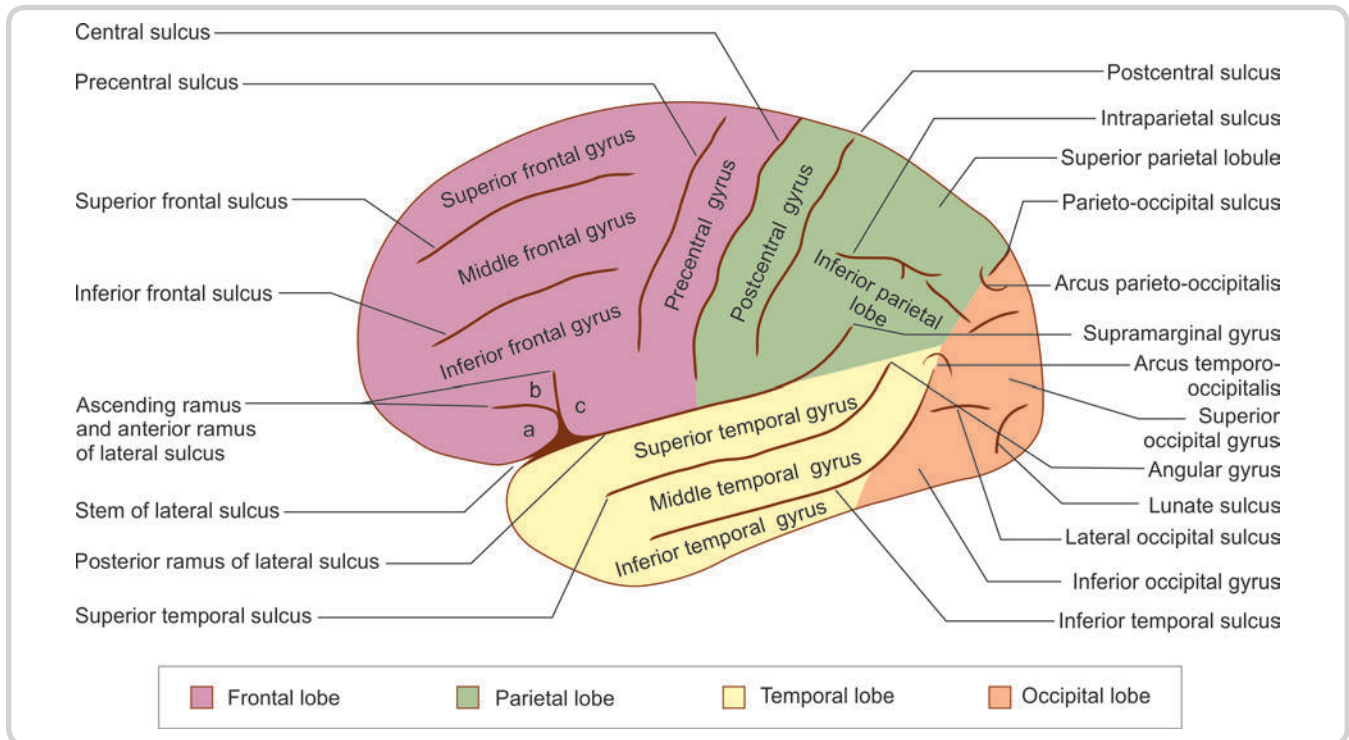 Central sulcus
Precentral sulcus
Superior frontal sulcus
Inferior frontal sulcus
Ascending ramus
and anterior ramus
of lateral sulcus
Stem of lateral sulcus
Posterior ramus of lateral sulcus
Superior temporal sulcus
Superior frontal gyrus
Middle frontal gyrus
Inferior frontal gyrus
Precentral gyrus
Postcentral gyrus
Inferior parietal
lobe
b
c
a
Superior temporal gyrus
Middle temporal gyrus
Inferior temporal gyrus
Postcentral sulcus
Intraparietal sulcus
Superior parietal lobule
Parieto-occipital sulcus
Arcus parieto-occipitalis
Supramarginal gyrus
Arcus temporo-
occipitalis
Superior
occipital gyrus
Angular gyrus
Lunate sulcus
Lateral occipital sulcus
Inferior occipital gyrus
Inferior temporal sulcus
Frontal lobe
Parietal lobe
Temporal lobe
Occipital lobe